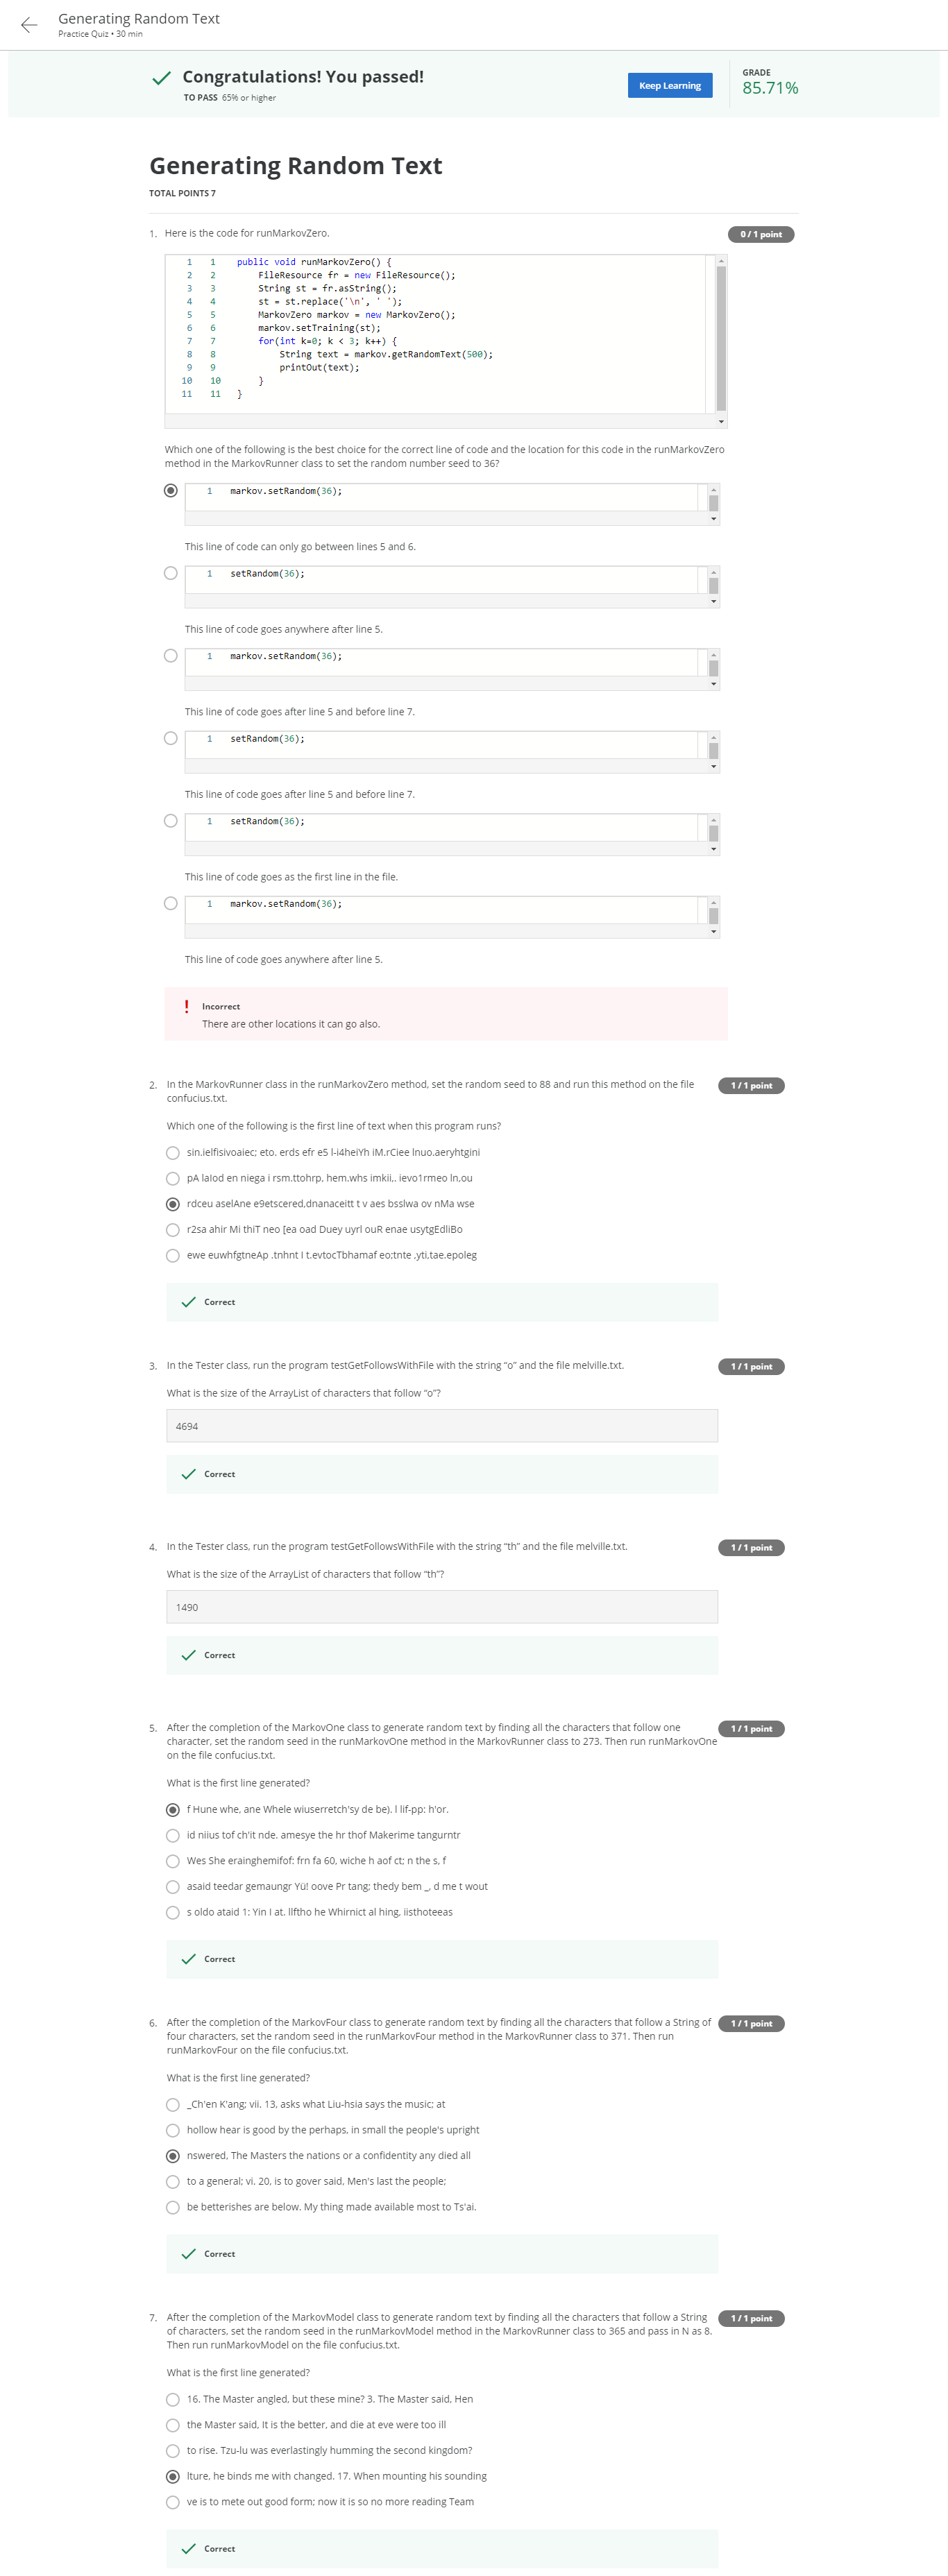 Generating Random Text
Practice Quiz • 30 min
Congratulations! You passed!
TO PASS 65% or higher
Keep Learning
GRADE
85.71%
Generating Random Text
TOTAL POINTS 7
1. Here is the code for runMarkovZero.
0 / 1 point
1 1 public void runMarkovZero() {
2 2 FileResource fr = new FileResource();
3 3 String st = fr.asString();
4 4 st = st.replace('\n', ' ');
5 5 MarkovZero markov = new MarkovZero();
6 6 markov.setTraining(st);
7 7 for(int k=0; k < 3; k++) {
8 8 String text = markov.getRandomText(500);
9 9 printOut(text);
10 10 }
11 11 }
Which one of the following is the best choice for the correct line of code and the location for this code in the runMarkovZero
method in the MarkovRunner class to set the random number seed to 36?
1 markov.setRandom(36);
This line of code can only go between lines 5 and 6.
1 setRandom(36);
This line of code goes anywhere after line 5.
1 markov.setRandom(36);
This line of code goes after line 5 and before line 7.
1 setRandom(36);
This line of code goes after line 5 and before line 7.
1 setRandom(36);
This line of code goes as the first line in the file.
1 markov.setRandom(36);
This line of code goes anywhere after line 5.
! Incorrect
There are other locations it can go also.
2. In the MarkovRunner class in the runMarkovZero method, set the random seed to 88 and run this method on the file
1 / 1 point
confucius.txt.
Which one of the following is the first line of text when this program runs?
sin.ielfisivoaiec; eto. erds efr e5 l-i4heiYh iM.rCiee lnuo.aeryhtgini
pA laIod en niega i rsm.ttohrp, hem.whs imkii,. ievo1rmeo ln,ou
rdceu aselAne e9etscered,dnanaceitt t v aes bsslwa ov nMa wse
r2sa ahir Mi thiT neo [ea oad Duey uyrl ouR enae usytgEdliBo
ewe euwhfgtneAp .tnhnt I t.evtocTbhamaf eo;tnte ,yti,tae.epoleg
Correct
3. In the Tester class, run the program testGetFollowsWithFile with the string “o” and the file melville.txt.
1 / 1 point
What is the size of the ArrayList of characters that follow “o”?
4694
Correct
4. In the Tester class, run the program testGetFollowsWithFile with the string “th” and the file melville.txt.
1 / 1 point
What is the size of the ArrayList of characters that follow “th”?
1490
Correct
5. After the completion of the MarkovOne class to generate random text by finding all the characters that follow one
1 / 1 point
character, set the random seed in the runMarkovOne method in the MarkovRunner class to 273. Then run runMarkovOne
on the file confucius.txt.
What is the first line generated?
f Hune whe, ane Whele wiuserretch'sy de be). l lif-pp: h'or.
id niius tof ch'it nde. amesye the hr thof Makerime tangurntr
Wes She erainghemifof: frn fa 60, wiche h aof ct; n the s, f
asaid teedar gemaungr Yü! oove Pr tang; thedy bem _, d me t wout
s oldo ataid 1: Yin I at. llftho he Whirnict al hing, iisthoteeas
Correct
6. After the completion of the MarkovFour class to generate random text by finding all the characters that follow a String of
1 / 1 point
four characters, set the random seed in the runMarkovFour method in the MarkovRunner class to 371. Then run
runMarkovFour on the file confucius.txt.
What is the first line generated?
_Ch'en K'ang; vii. 13, asks what Liu-hsia says the music; at
hollow hear is good by the perhaps, in small the people's upright
nswered, The Masters the nations or a confidentity any died all
to a general; vi. 20, is to gover said, Men's last the people;
be betterishes are below. My thing made available most to Ts'ai.
Correct
7. After the completion of the MarkovModel class to generate random text by finding all the characters that follow a String
1 / 1 point
of characters, set the random seed in the runMarkovModel method in the MarkovRunner class to 365 and pass in N as 8.
Then run runMarkovModel on the file confucius.txt.
What is the first line generated?
16. The Master angled, but these mine? 3. The Master said, Hen
the Master said, It is the better, and die at eve were too ill
to rise. Tzu-lu was everlastingly humming the second kingdom?
lture, he binds me with changed. 17. When mounting his sounding
ve is to mete out good form; now it is so no more reading Team
Correct